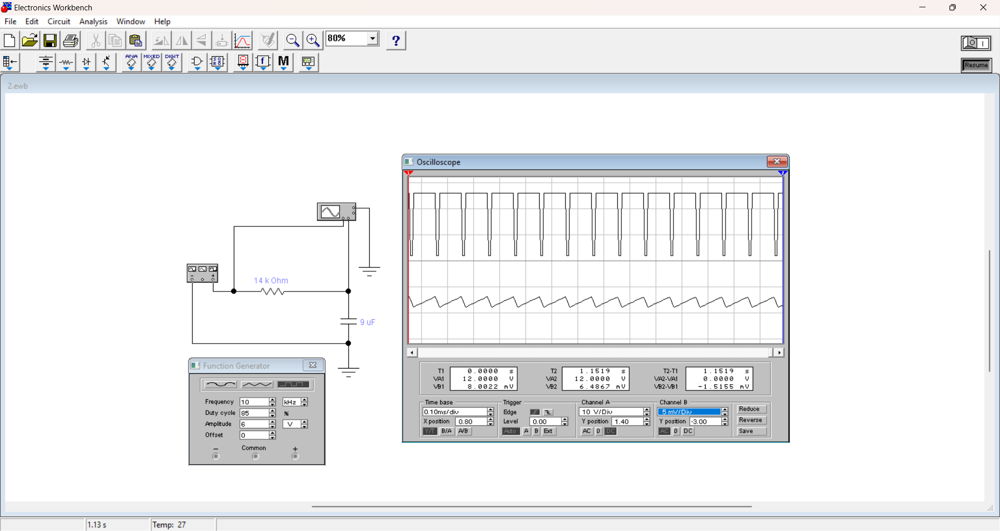 Electronics Workbench
File Edit Circuit Analysis Window Help
80%
?
ANA MIXED DIGIT
f M
Resume
2.ewb
14 k Ohm
9 uF
Oscilloscope
1 2
T1 0.0000 s
VA1 12.0000 V
VB1 8.0022 mV
T2 1.1519 s
VA2 12.0000 V
VB2 6.4867 mV
T2-T1 1.1519 s
VA2-VA1 0.0000 V
VB2-VB1 -1.5155 mV
Time base
0.10ms/div
X position 0.80
Y/T B/A A/B
Trigger
Edge
Level 0.00
Auto A B Ext
Channel A
10 V/Div
Y position 1.40
AC 0 DC
Channel B
5 mV/Div
Y position -3.00
AC 0 DC
Reduce
Reverse
Save
Function Generator
Frequency 10 kHz
Duty cycle 85 %
Amplitude 6 V
Offset 0
− Common +
1.13 s
Temp: 27